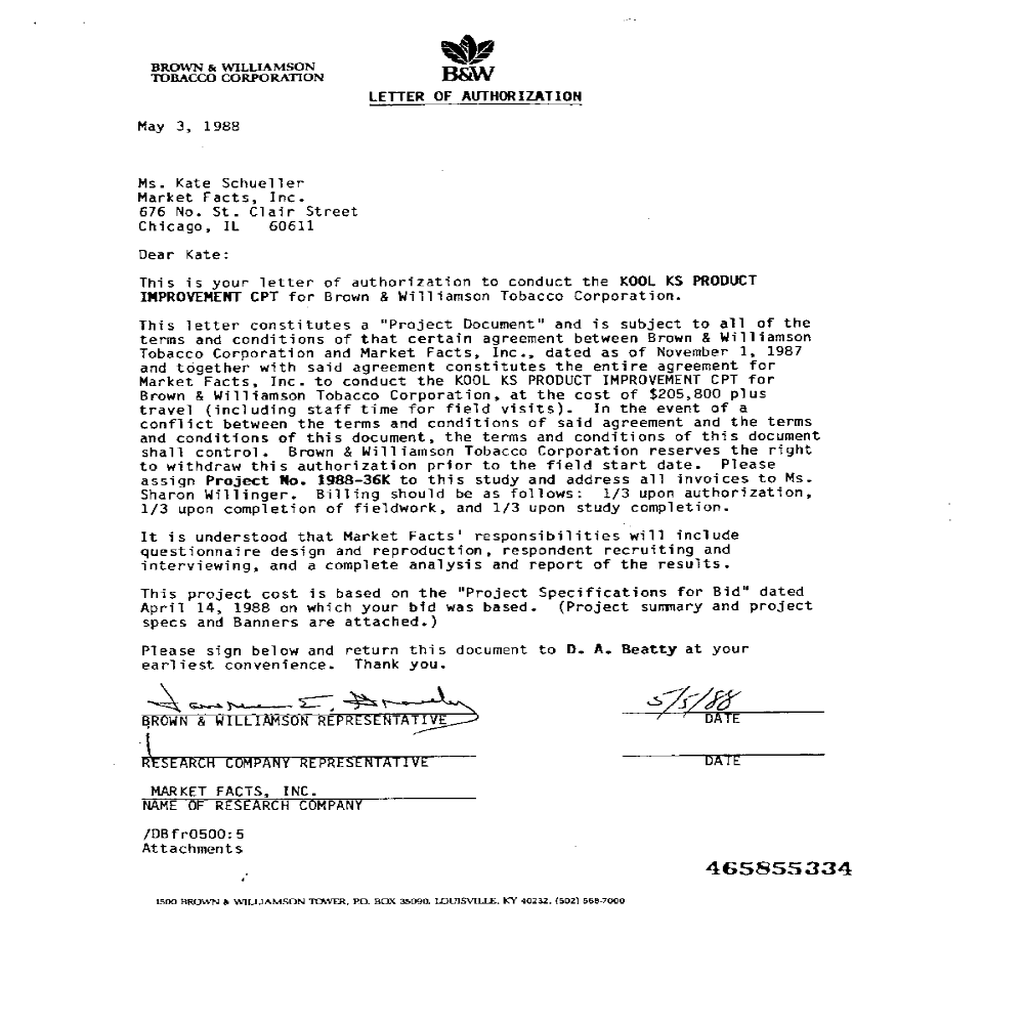 BROWN & WILLIAMSON
TOBACCO CORPORATION
B&W
LETTER OF AUTHORIZATION
May 3, 1988
Ms. Kate Schueller
Market Facts, Inc.
676 No. St. Clair Street
Chicago, IL 60611
Dear Kate:
This is your letter of authorization to conduct the KOOL KS PRODUCT
IMPROVEMENT CPT for Brown & Williamson Tobacco Corporation.
This letter constitutes a "Project Document" and is subject to all of the
terms and conditions of that certain agreement between Brown & Williamson
Tobacco Corporation and Market Facts, Inc., dated as of November 1, 1987
and together with said agreement constitutes the entire agreement for
Market Facts, Inc. to conduct the KOOL KS PRODUCT IMPROVEMENT CPT for
Brown & Williamson Tobacco Corporation, at the cost of $205,800 plus
travel (including staff time for field visits). In the event of a
conflict between the terms and conditions of said agreement and the terms
and conditions of this document, the terms and conditions of this document
shall control. Brown & Williamson Tobacco Corporation reserves the right
to withdraw this authorization prior to the field start date. Please
assign Project No. 1988-36K to this study and address all invoices to Ms.
Sharon Willinger. Billing should be as follows: 1/3 upon authorization,
1/3 upon completion of fieldwork, and 1/3 upon study completion.
It is understood that Market Facts' responsibilities will include
questionnaire design and reproduction, respondent recruiting and
interviewing, and a complete analysis and report of the results.
This project cost is based on the "Project Specifications for Bid" dated
April 14, 1988 on which your bid was based. (Project summary and project
specs and Banners are attached.)
Please sign below and return this document to D. A. Beatty at your
earliest convenience. Thank you.
5/5/88
BROWN & WILLIAMSON REPRESENTATIVE DATE
RESEARCH COMPANY REPRESENTATIVE DATE
MARKET FACTS, INC.
NAME OF RESEARCH COMPANY
/DBfr0500:5
Attachments
465855334
1500 BROWN & WILLIAMSON TOWER, P.O. BOX 35090, LOUISVILLE, KY 40232, (502) 568-7000